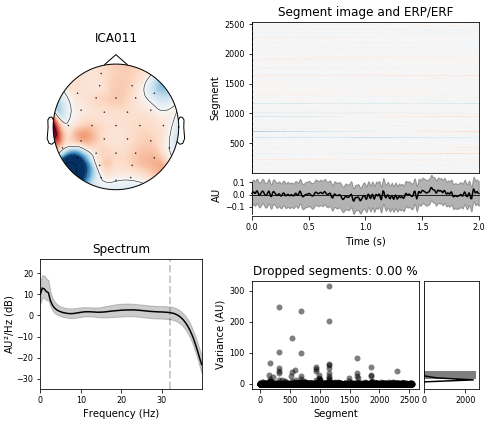 ICA011
Segment image and ERP/ERF
Segment
2500
2000
1500
1000
500
AU
0.1
0.0
−0.1
0.0 0.5 1.0 1.5 2.0
Time (s)
Spectrum
AU²/Hz (dB)
20
10
0
−10
−20
−30
0 10 20 30
Frequency (Hz)
Dropped segments: 0.00 %
Variance (AU)
300
200
100
0
0 500 1000 1500 2000 2500
Segment
0 2000